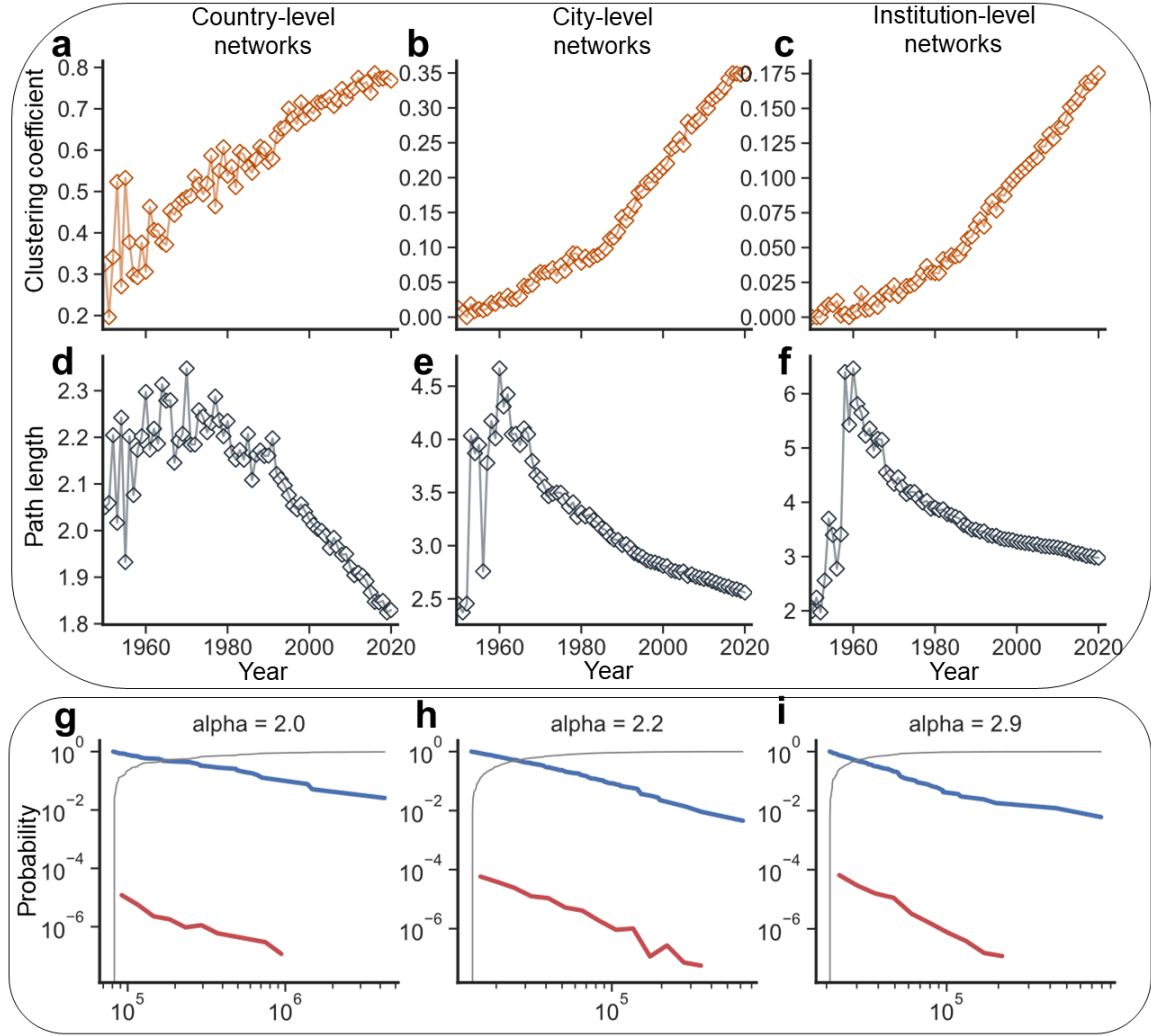 Country-level
networks
City-level
networks
Institution-level
networks
a
b
c
Clustering coefficient
0.8
0.7
0.6
0.5
0.4
0.3
0.2
0.35
0.30
0.25
0.20
0.15
0.10
0.05
0.00
0.175
0.150
0.125
0.100
0.075
0.050
0.025
0.000
d
e
f
Path length
2.3
2.2
2.1
2.0
1.9
1.8
4.5
4.0
3.5
3.0
2.5
6
5
4
3
2
1960 1980 2000 2020
1960 1980 2000 2020
1960 1980 2000 2020
Year
Year
Year
g
h
i
alpha = 2.0
alpha = 2.2
alpha = 2.9
Probability
10^0
10^−2
10^−4
10^−6
10^0
10^−2
10^−4
10^−6
10^0
10^−2
10^−4
10^−6
10^5 10^6
10^5
10^5